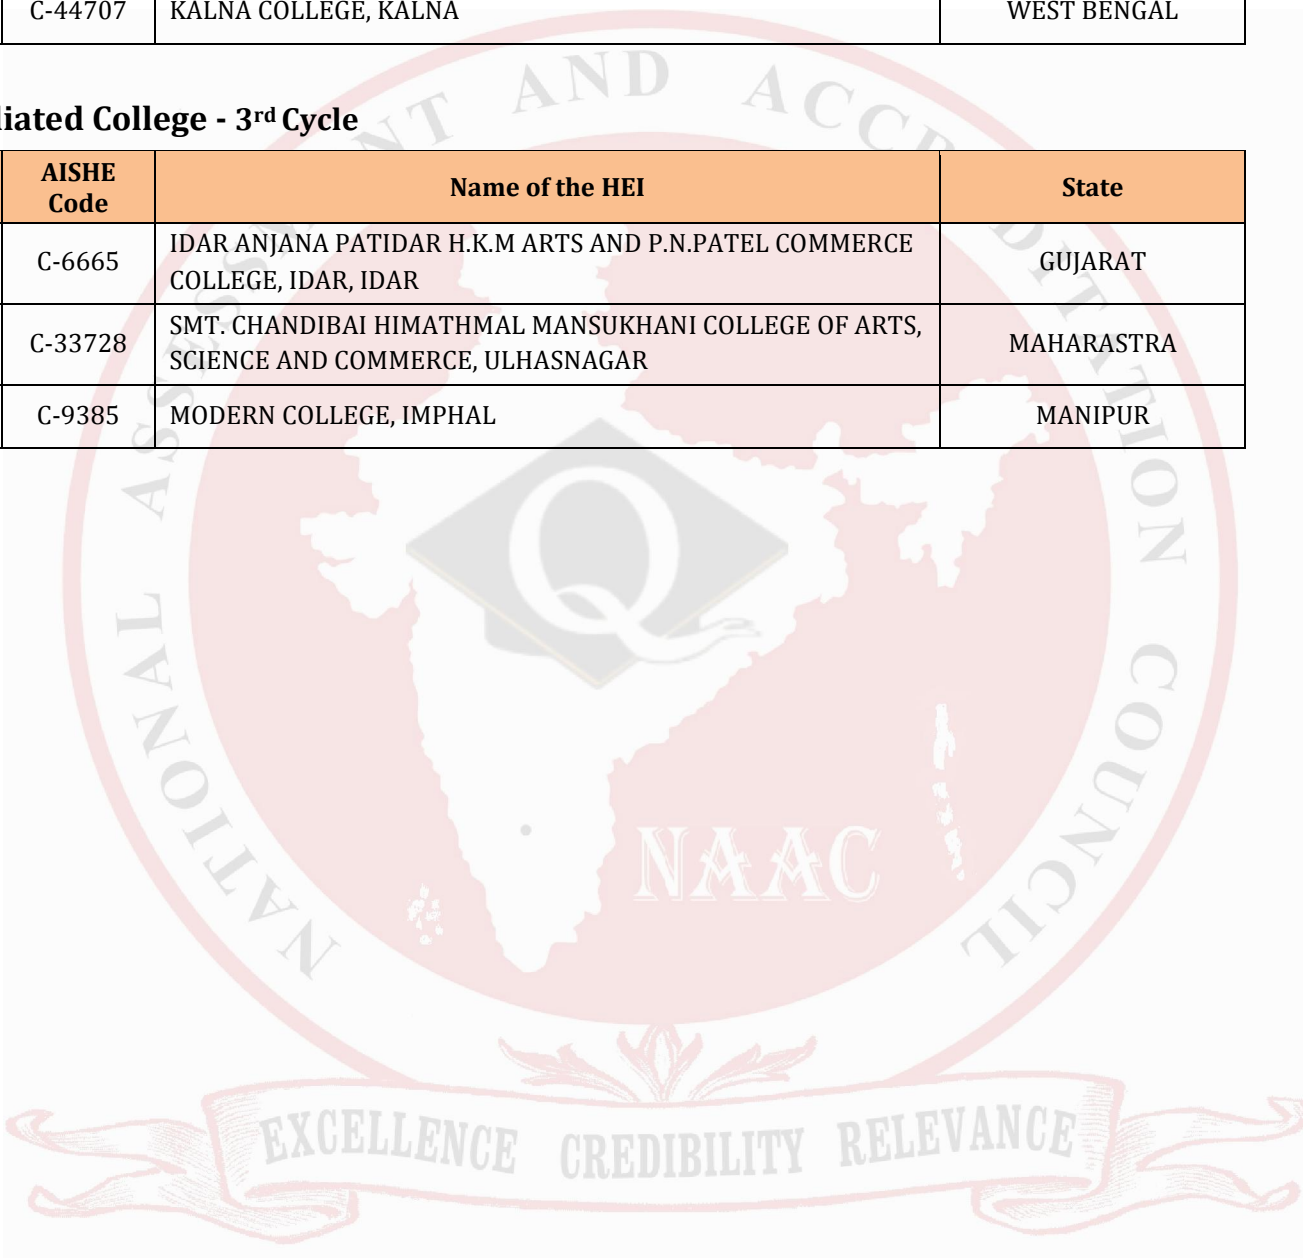 C-44707 KALNA COLLEGE, KALNA WEST BENGAL
liated College - 3rd Cycle
AISHE Code Name of the HEI State
C-6665 IDAR ANJANA PATIDAR H.K.M ARTS AND P.N.PATEL COMMERCE
COLLEGE, IDAR, IDAR GUJARAT
C-33728 SMT. CHANDIBAI HIMATHMAL MANSUKHANI COLLEGE OF ARTS,
SCIENCE AND COMMERCE, ULHASNAGAR MAHARASTRA
C-9385 MODERN COLLEGE, IMPHAL MANIPUR
NATIONAL ASSESSMENT AND ACCREDITATION COUNCIL
Q
NAAC
EXCELLENCE CREDIBILITY RELEVANCE